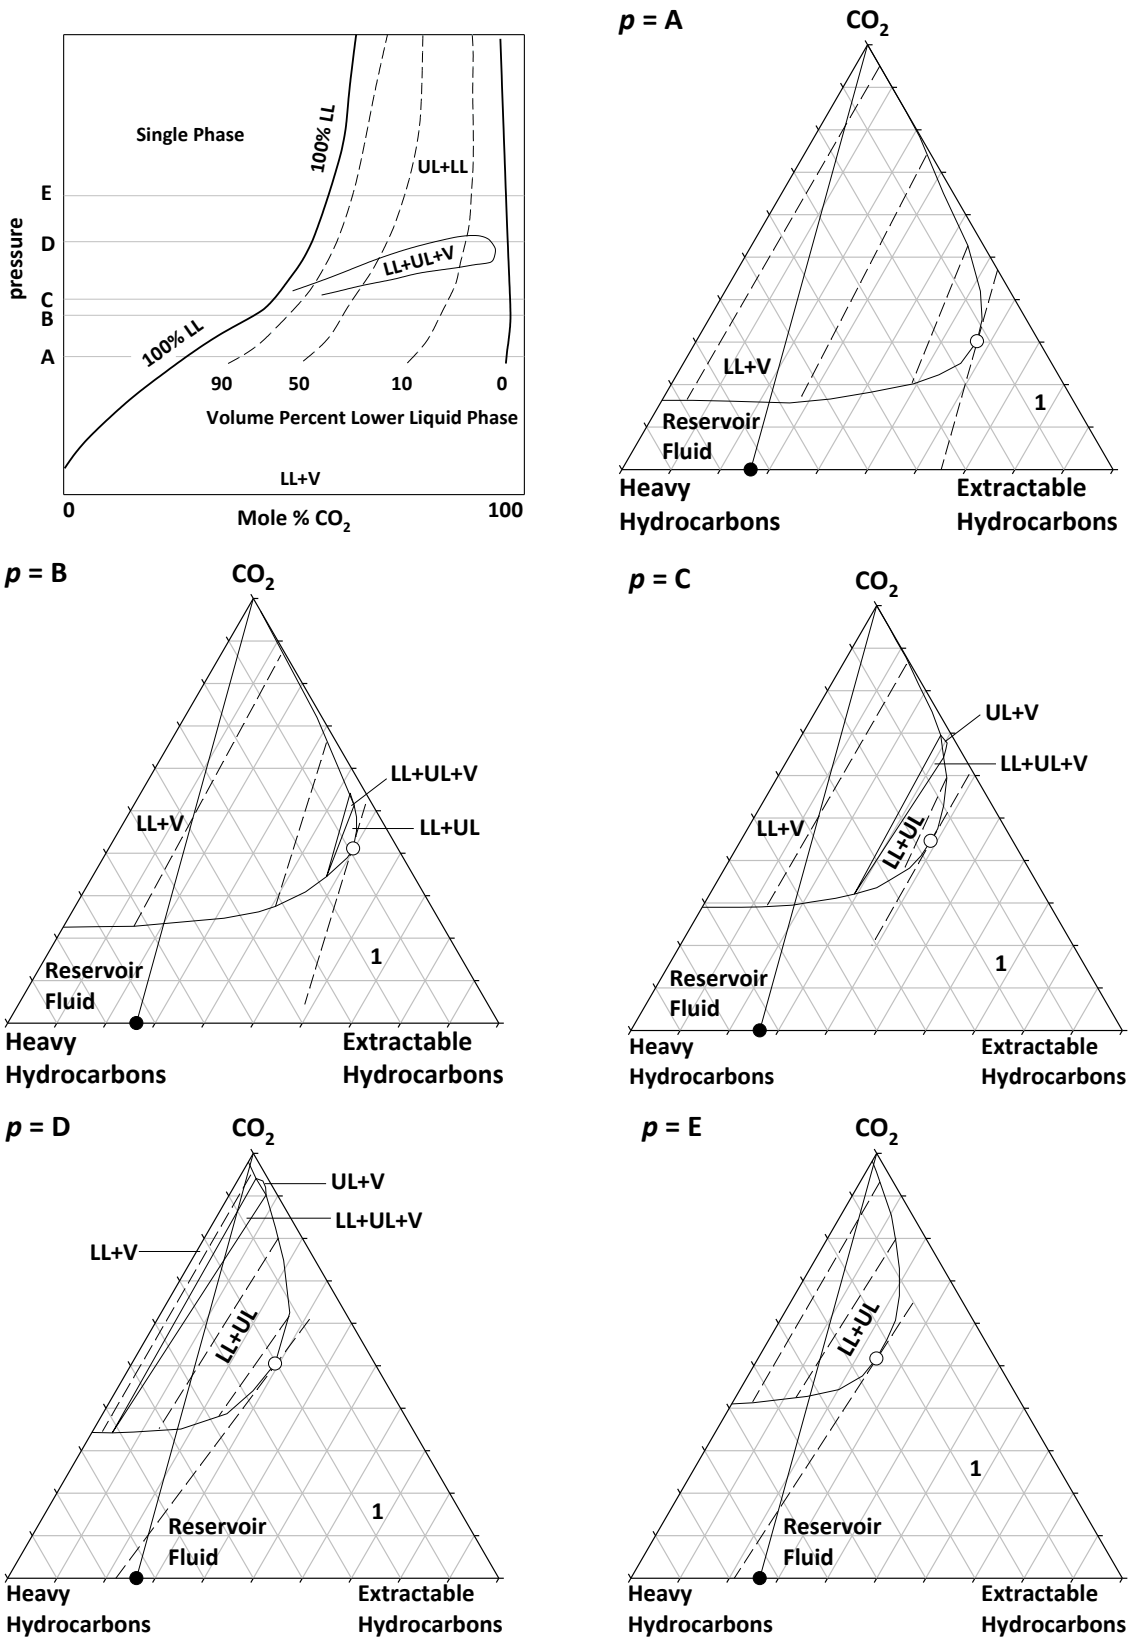 Single Phase
100% LL
UL+LL
E
D
LL+UL+V
C
B
A
100% LL
pressure
90 50 10 0
Volume Percent Lower Liquid Phase
LL+V
0 100
Mole % CO2
p = A
CO2
LL+V
1
Reservoir
Fluid
Heavy
Hydrocarbons
Extractable
Hydrocarbons
p = B
CO2
LL+UL+V
LL+V
LL+UL
1
Reservoir
Fluid
Heavy
Hydrocarbons
Extractable
Hydrocarbons
p = C
CO2
UL+V
LL+UL+V
LL+V
LL+UL
1
Reservoir
Fluid
Heavy
Hydrocarbons
Extractable
Hydrocarbons
p = D
CO2
UL+V
LL+UL+V
LL+V
LL+UL
1
Reservoir
Fluid
Heavy
Hydrocarbons
Extractable
Hydrocarbons
p = E
CO2
LL+UL
1
Reservoir
Fluid
Heavy
Hydrocarbons
Extractable
Hydrocarbons